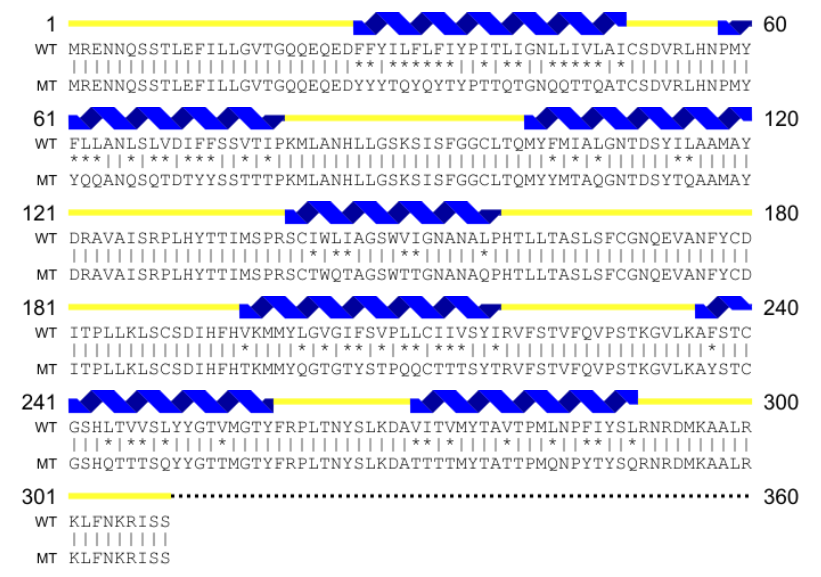 1 60
WT MRENNQSSTLEFILLGVTGQQEQEDFFYILFLFIYPITLIGNLLIVLAICSDVRLHNPMY
|||||||||||||||||||||||||**|******||*|**||*****|*|||||||||||
MT MRENNQSSTLEFILLGVTGQQEQEDYYYTQYQYTYPTTQTGNQQTTQATCSDVRLHNPMY
61 120
WT FLLANLSLVDIFFSSVTIPKMLANHLLGSKSISFGGCLTQMYFMIALGNTDSYILAAMAY
***||*|**|***||*|*||||||||||||||||||||||||*|*|*||||||**|||||
MT YQQANQSQTDTYYSSTTTPKMLANHLLGSKSISFGGCLTQMYYMTAQGNTDSYTQAAMAY
121 180
WT DRAVAISRPLHYTTIMSPRSCIWLIAGSWVIGNANALPHTLLTASLSFCGNQEVANFYCD
|||||||||||||||||||||*|**||||**|||||*|||||||||||||||||||||||
MT DRAVAISRPLHYTTIMSPRSCTWQTAGSWTTGNANAQPHTLLTASLSFCGNQEVANFYCD
181 240
WT ITPLLKLSCSDIHFHVKMMYLGVGIFSVPLLCIIVSYIRVFSTVFQVPSTKGVLKAFSTC
|||||||||||||||*||||*|*|**|*|**|***||*||||||||||||||||||*|||
MT ITPLLKLSCSDIHFHTKMMYQGTGTYSTPQQCTTTSYTRVFSTVFQVPSTKGVLKAYSTC
241 300
WT GSHLTVVSLYYGTVMGTYFRPLTNYSLKDAVITVMYTAVTPMLNPFIYSLRNRDMKAALR
|||*|**|*||||*||||||||||||||||**|*||||*|||*||**||*||||||||||
MT GSHQTTTSQYYGTTMGTYFRPLTNYSLKDATTTTMYTATTPMQNPYTYSQRNRDMKAALR
301 360
WT KLFNKRISS
|||||||||
MT KLFNKRISS